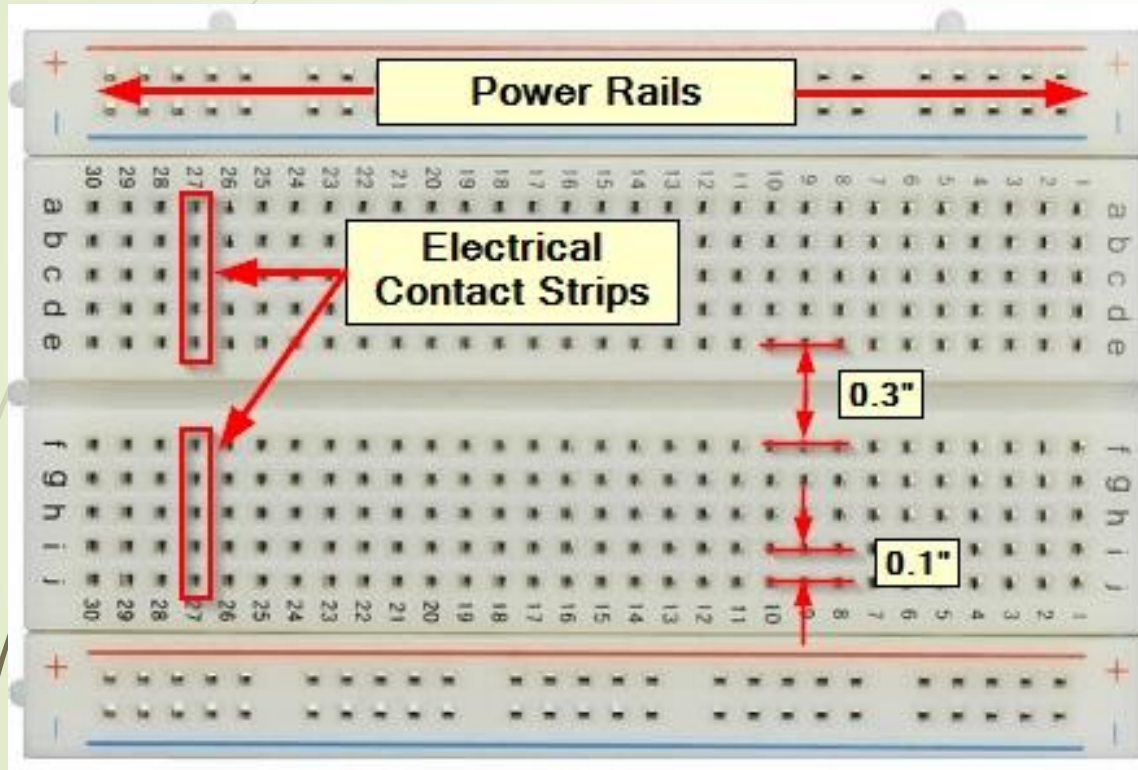 + +
Power Rails
− −
30 29 28 27 26 25 24 23 22 21 20 19 18 17 16 15 14 13 12 11 10 9 8 7 6 5 4 3 2 1
a a
b b
Electrical
c c
Contact Strips
d d
e e
0.3"
f f
g g
h h
i i
0.1"
j j
30 29 28 27 26 25 24 23 22 21 20 19 18 17 16 15 14 13 12 11 10 9 8 7 6 5 4 3 2 1
+ +
− −